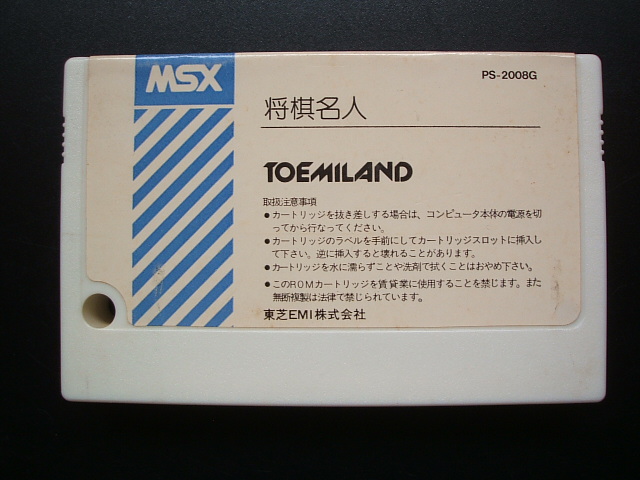 MSX
PS-2008G
将棋名人
TOEMILAND
取扱注意事項
●カートリッジを抜き差しする場合は、コンピュータ本体の電源を切
ってから行なってください。
●カートリッジのラベルを手前にしてカートリッジスロットに挿入し
て下さい。逆に挿入すると壊れることがあります。
●カートリッジを水に濡らすことや洗剤で拭くことはおやめ下さい。
●このROMカートリッジを賃貸業に使用することを禁じます。また
無断複製は法律で禁じられています。
東芝EMI株式会社